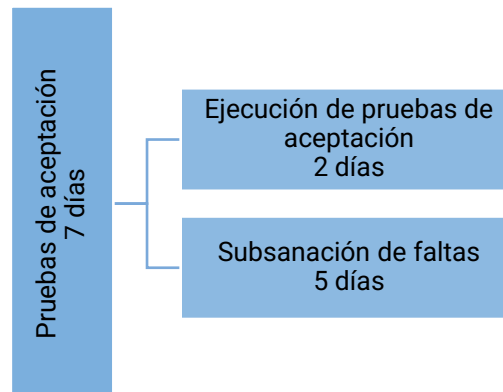 Pruebas de aceptación
7 días
Ejecución de pruebas de
aceptación
2 días
Subsanación de faltas
5 días